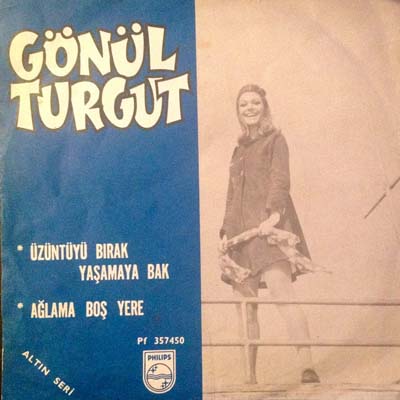 GÖNÜL
TURGUT
* ÜZÜNTÜYÜ BIRAK
YAŞAMAYA BAK
* AĞLAMA BOŞ YERE
Pf 357450
PHILIPS
ALTIN SERİ